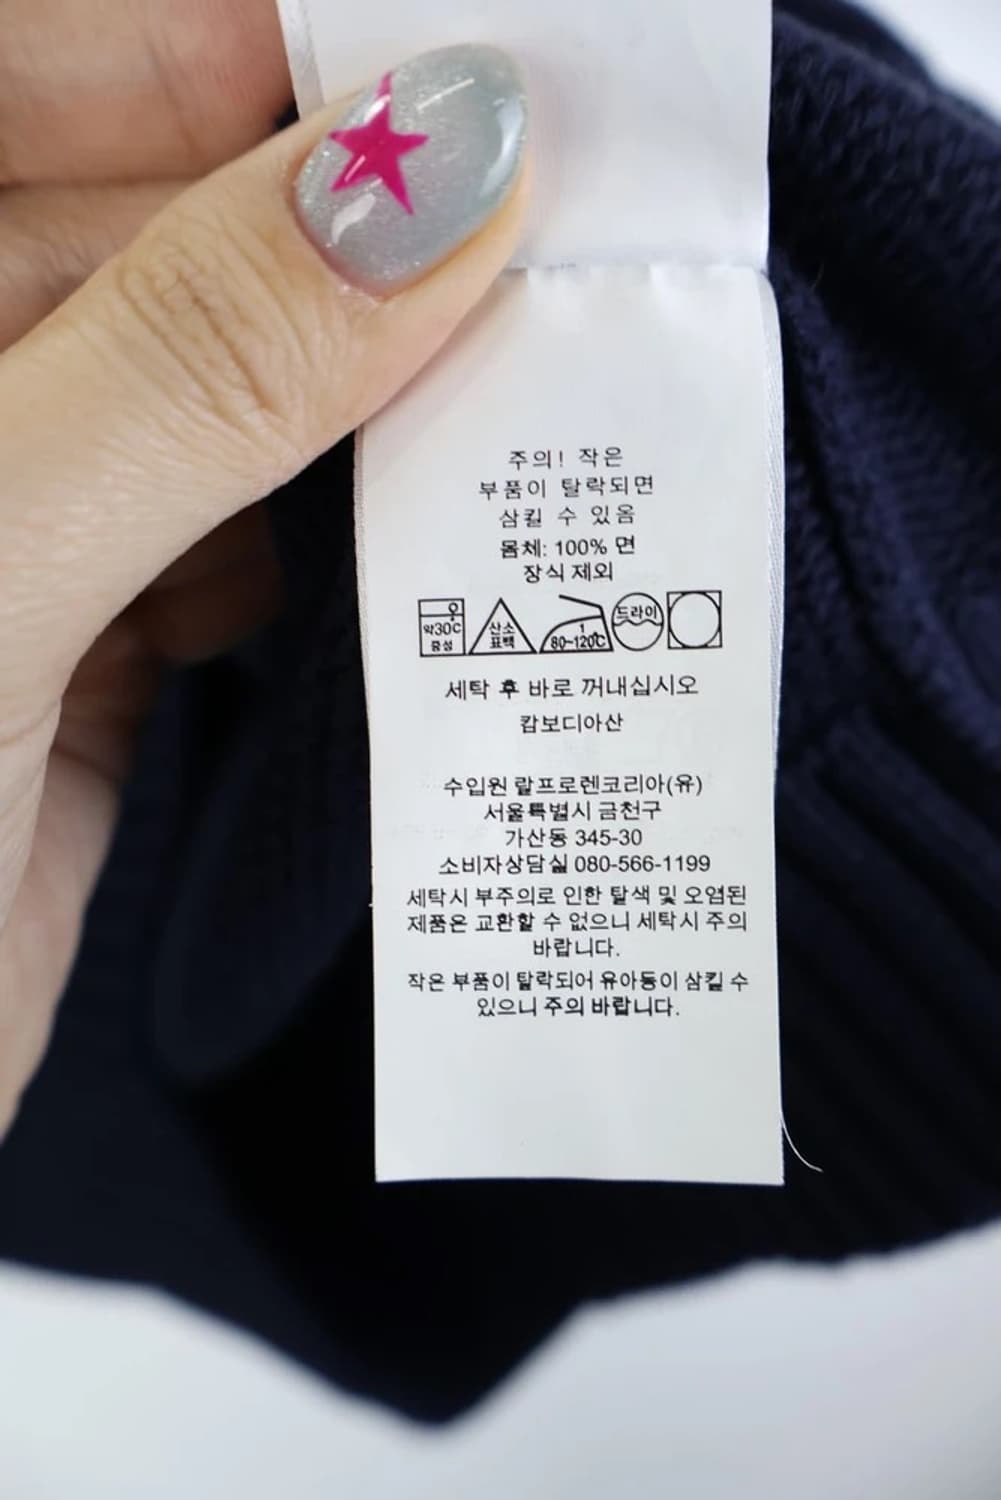 주의! 작은
부품이 탈락되면
삼킬 수 있음
몸체: 100% 면
장식 제외
약30℃
중성
산소
표백
1
80~120℃
드라이
세탁 후 바로 꺼내십시오
캄보디아산
수입원 랄프로렌코리아(유)
서울특별시 금천구
가산동 345-30
소비자상담실 080-566-1199
세탁시 부주의로 인한 탈색 및 오염된
제품은 교환할 수 없으니 세탁시 주의
바랍니다.
작은 부품이 탈락되어 유아등이 삼킬 수
있으니 주의 바랍니다.